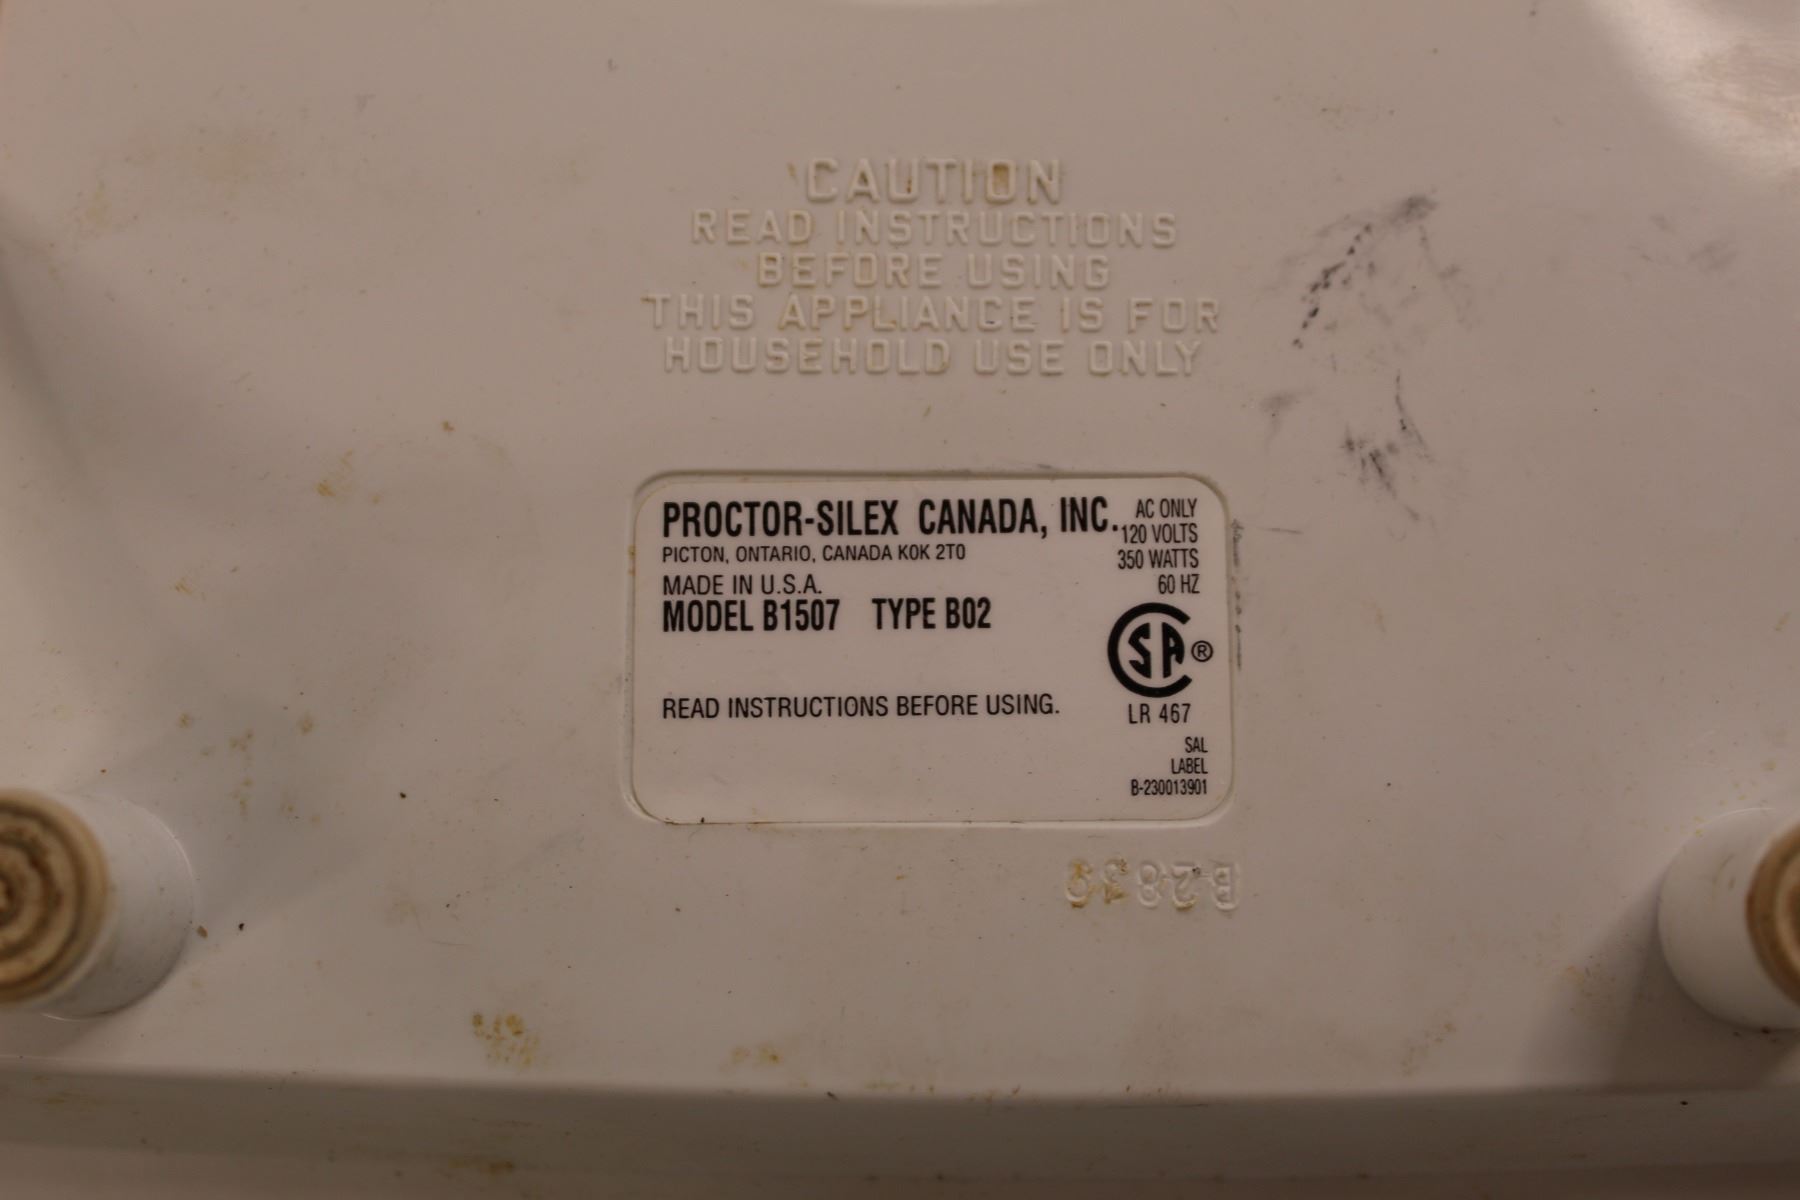 CAUTION
READ INSTRUCTIONS
BEFORE USING
THIS APPLIANCE IS FOR
HOUSEHOLD USE ONLY
PROCTOR-SILEX CANADA, INC.
PICTON, ONTARIO, CANADA K0K 2T0
MADE IN U.S.A.
MODEL B1507 TYPE B02
READ INSTRUCTIONS BEFORE USING.
AC ONLY
120 VOLTS
350 WATTS
60 HZ
CSA®
LR 467
SAL
LABEL
B-230013901